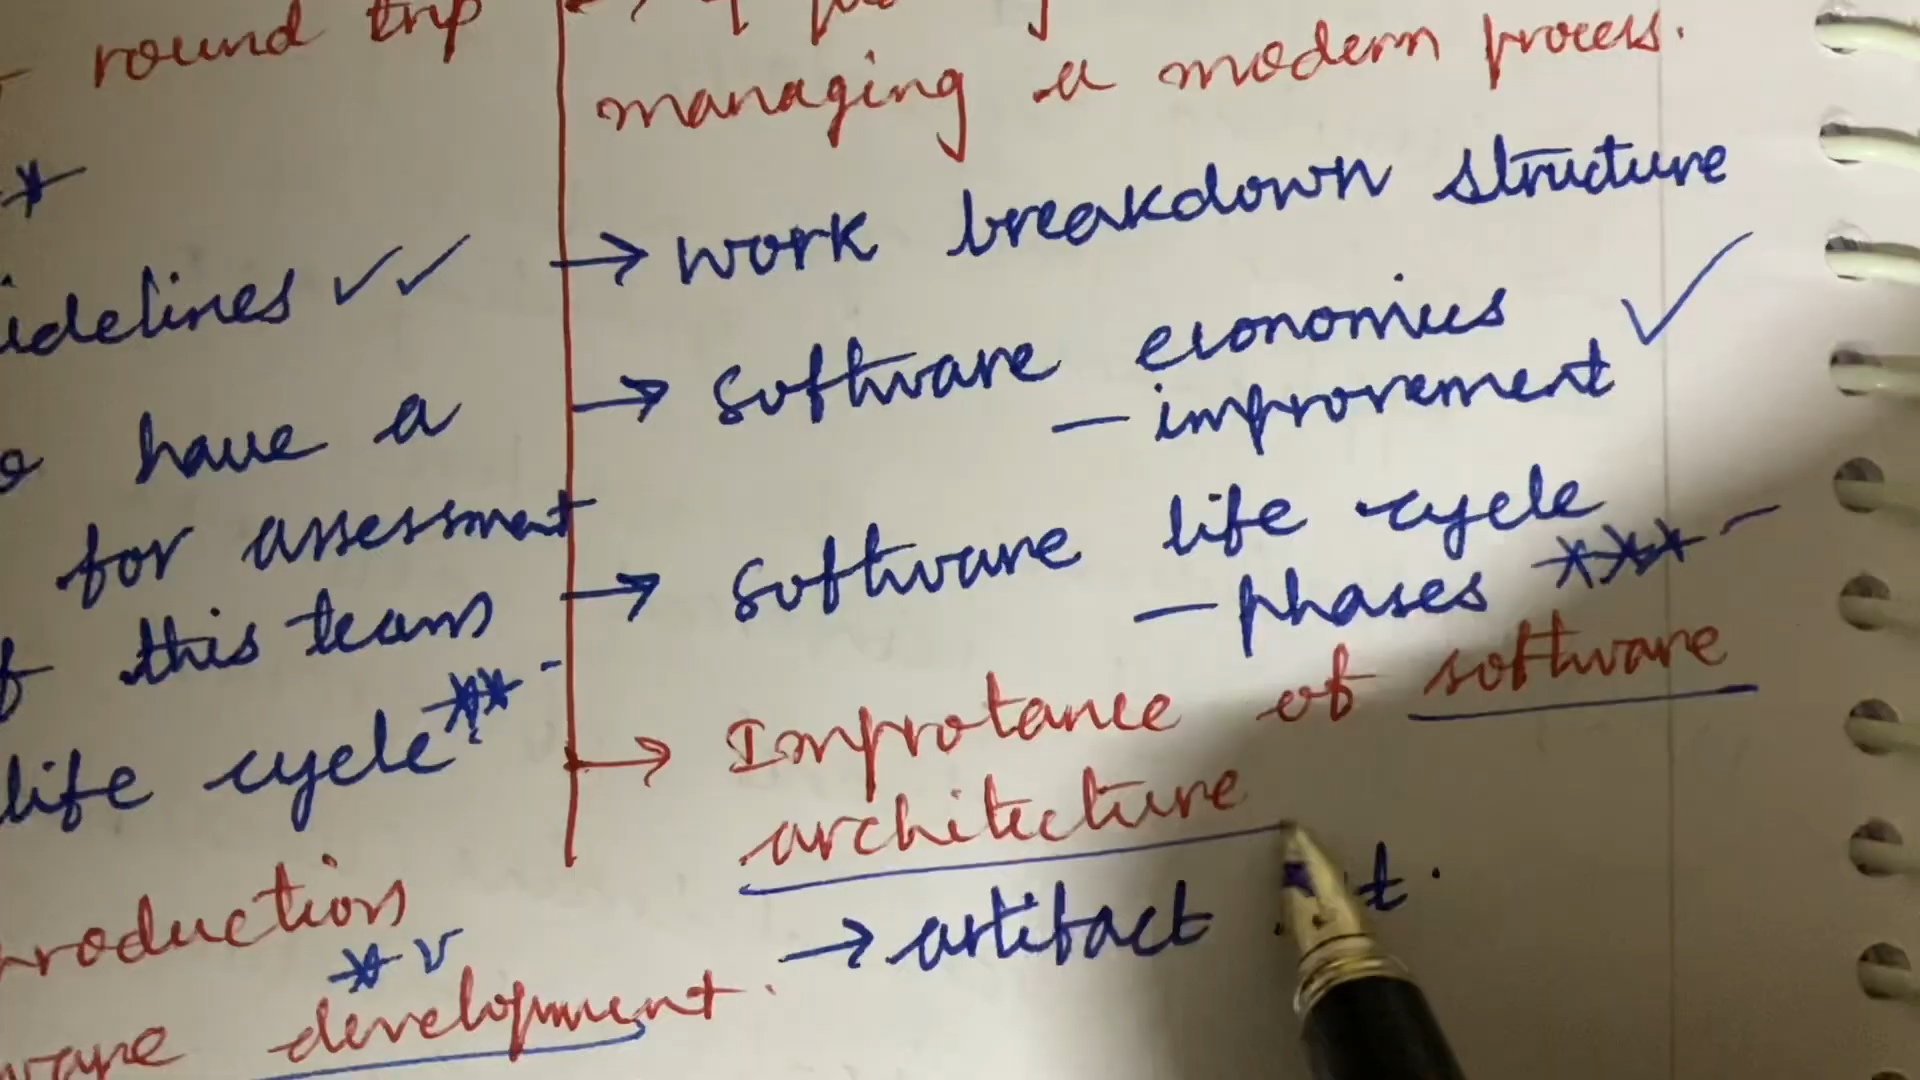 round trip
idelines
have a
for assessment
this team
life cycle
roduction
ware development.
managing a modern process.
→ work breakdown structure
→ software economics
- improvement
→ software life cycle
- phases ***
→ Improtance of software
architecture
→ artifact